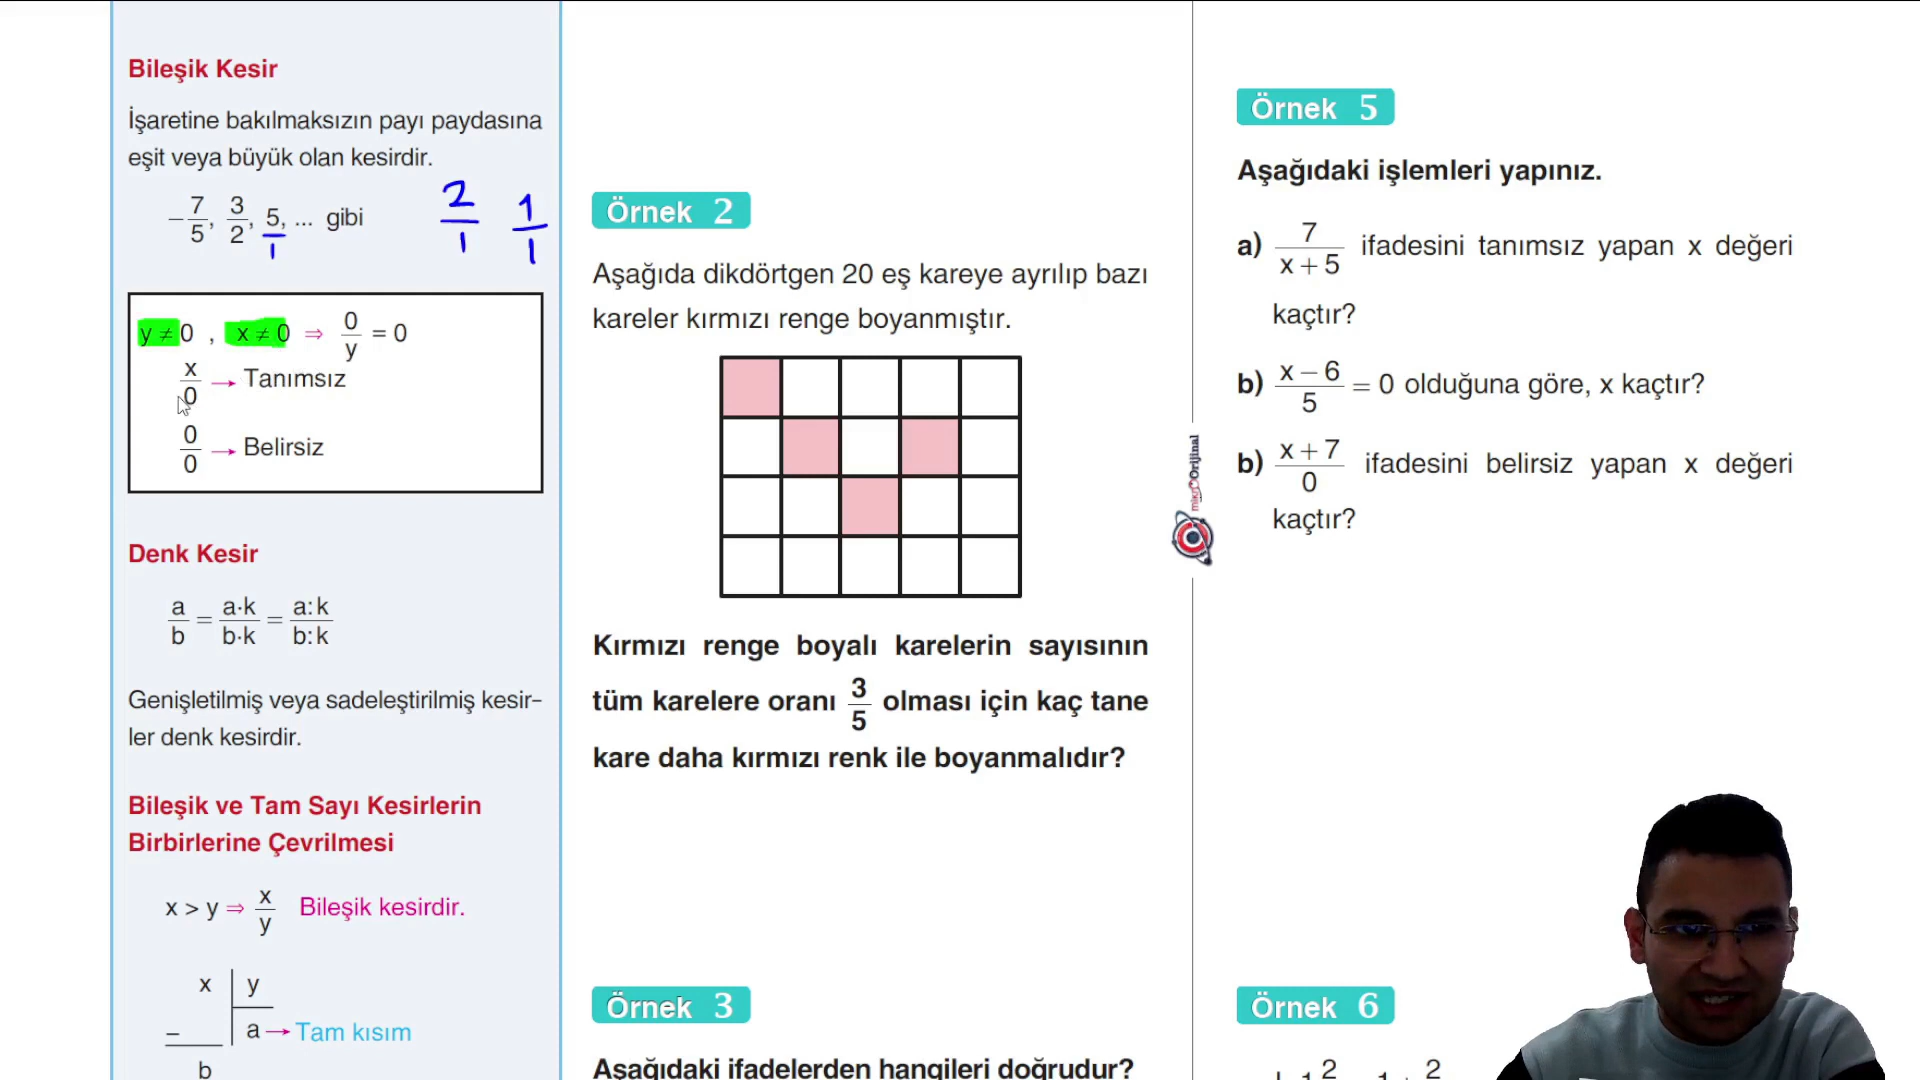 Bileşik Kesir
İşaretine bakılmaksızın payı paydasına
eşit veya büyük olan kesirdir.
−7/5, 3/2, 5, ... gibi
1
2/1 1/1
y ≠ 0 , x ≠ 0 ⇒ 0/y = 0
x/0 → Tanımsız
0/0 → Belirsiz
Denk Kesir
a/b = a·k/b·k = a:k/b:k
Genişletilmiş veya sadeleştirilmiş kesir-
ler denk kesirdir.
Bileşik ve Tam Sayı Kesirlerin
Birbirlerine Çevrilmesi
x > y ⇒ x/y Bileşik kesirdir.
x | y
− a → Tam kısım
b
Örnek 2
Aşağıda dikdörtgen 20 eş kareye ayrılıp bazı
kareler kırmızı renge boyanmıştır.
Kırmızı renge boyalı karelerin sayısının
tüm karelere oranı 3/5 olması için kaç tane
kare daha kırmızı renk ile boyanmalıdır?
Örnek 3
Aşağıdaki ifadelerden hangileri doğrudur?
mikroOrijinal
Örnek 5
Aşağıdaki işlemleri yapınız.
a) 7/x + 5 ifadesini tanımsız yapan x değeri
kaçtır?
b) x − 6/5 = 0 olduğuna göre, x kaçtır?
b) x + 7/0 ifadesini belirsiz yapan x değeri
kaçtır?
Örnek 6